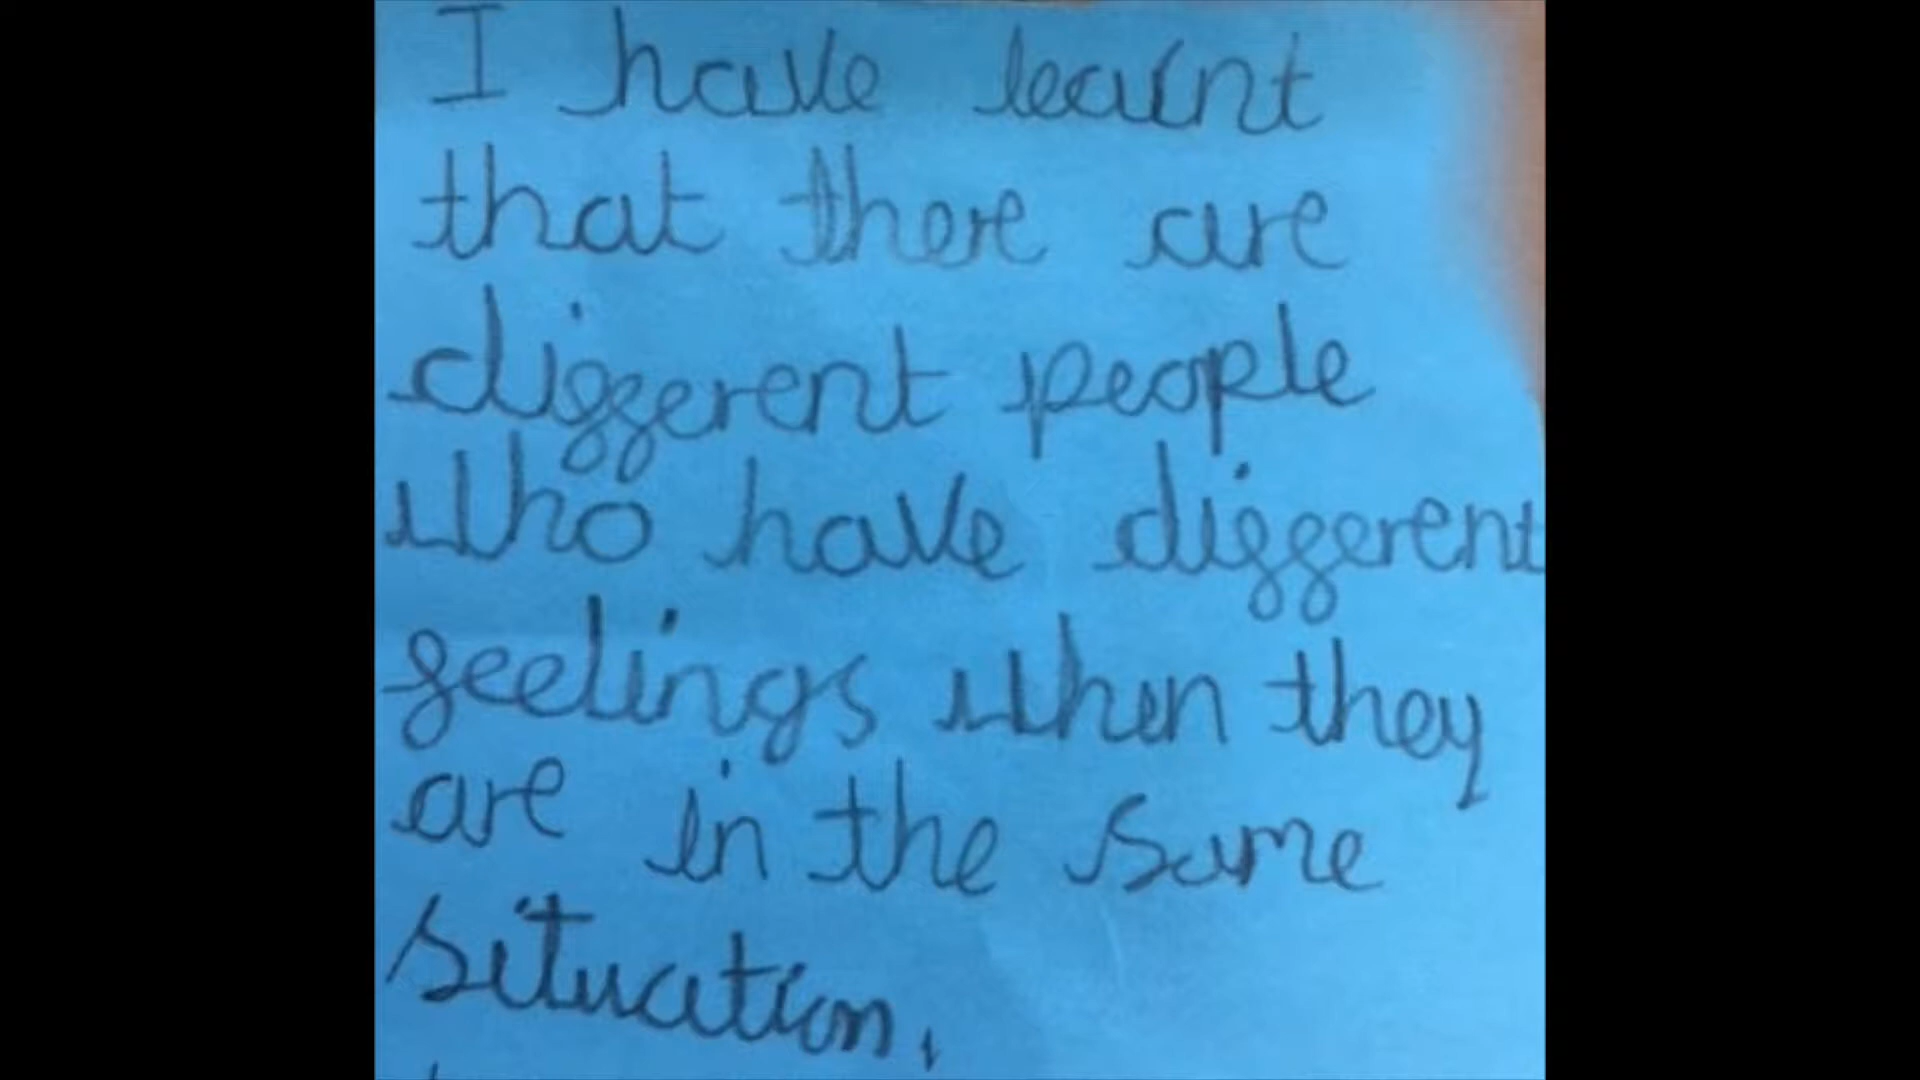 I have learnt
that there are
different people
who have different
feelings when they
are in the same
situation.